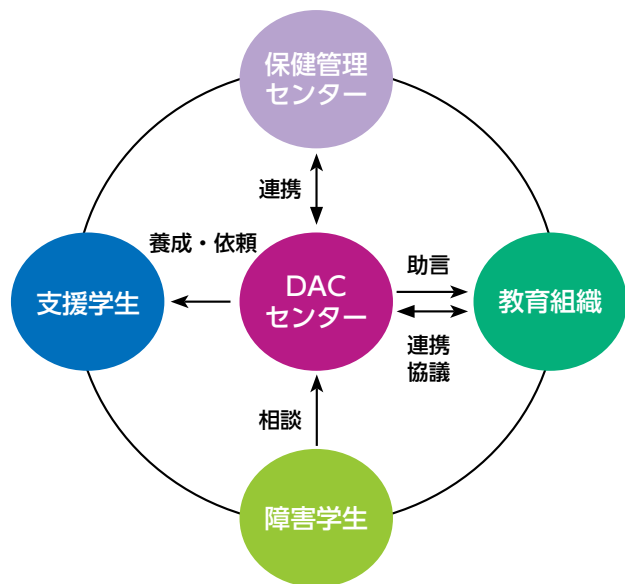 保健管理
センター
連携
養成・依頼
助言
支援学生
DAC
センター
教育組織
連携
協議
相談
障害学生